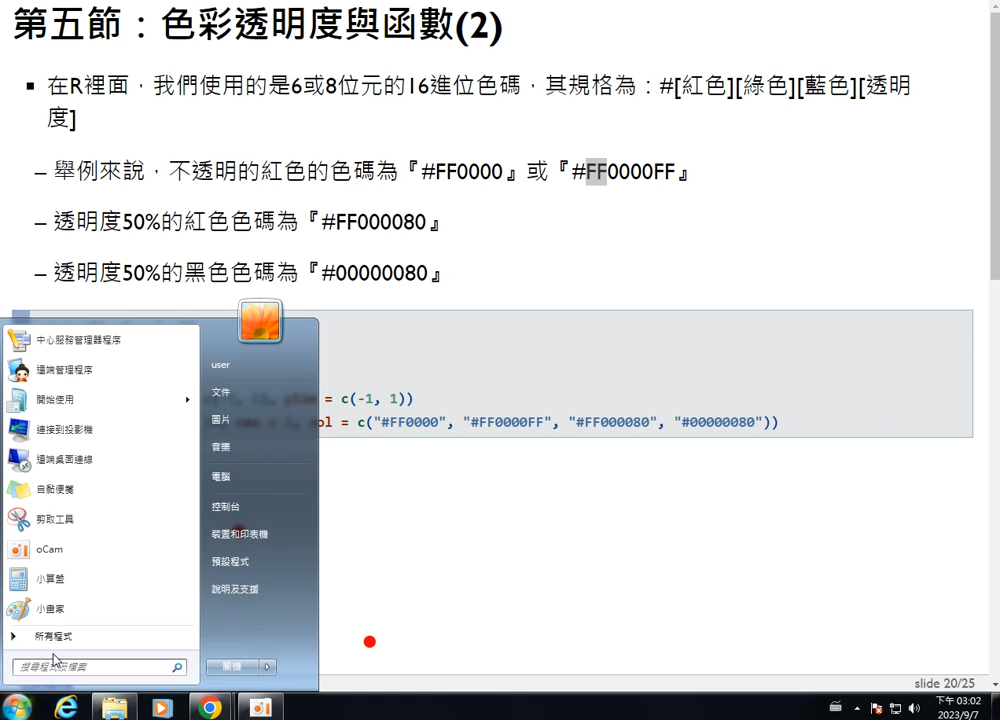 第五節：色彩透明度與函數(2)
▪ 在R裡面，我們使用的是6或8位元的16進位色碼，其規格為：#[紅色][綠色][藍色][透明
度]
– 舉例來說，不透明的紅色的色碼為『#FF0000』或『#FF0000FF』
– 透明度50%的紅色色碼為『#FF000080』
– 透明度50%的黑色色碼為『#00000080』
= c(-1, 1))
ol = c("#FF0000", "#FF0000FF", "#FF000080", "#00000080"))
中心服務管理器程序
遠端管理程序
開始使用
連接到投影機
遠端桌面連線
自黏便箋
剪取工具
oCam
小算盤
小畫家
所有程式
搜尋程式及檔案
user
文件
圖片
音樂
電腦
控制台
裝置和印表機
預設程式
說明及支援
關機
slide 20/25
下午 03:02
2023/9/7